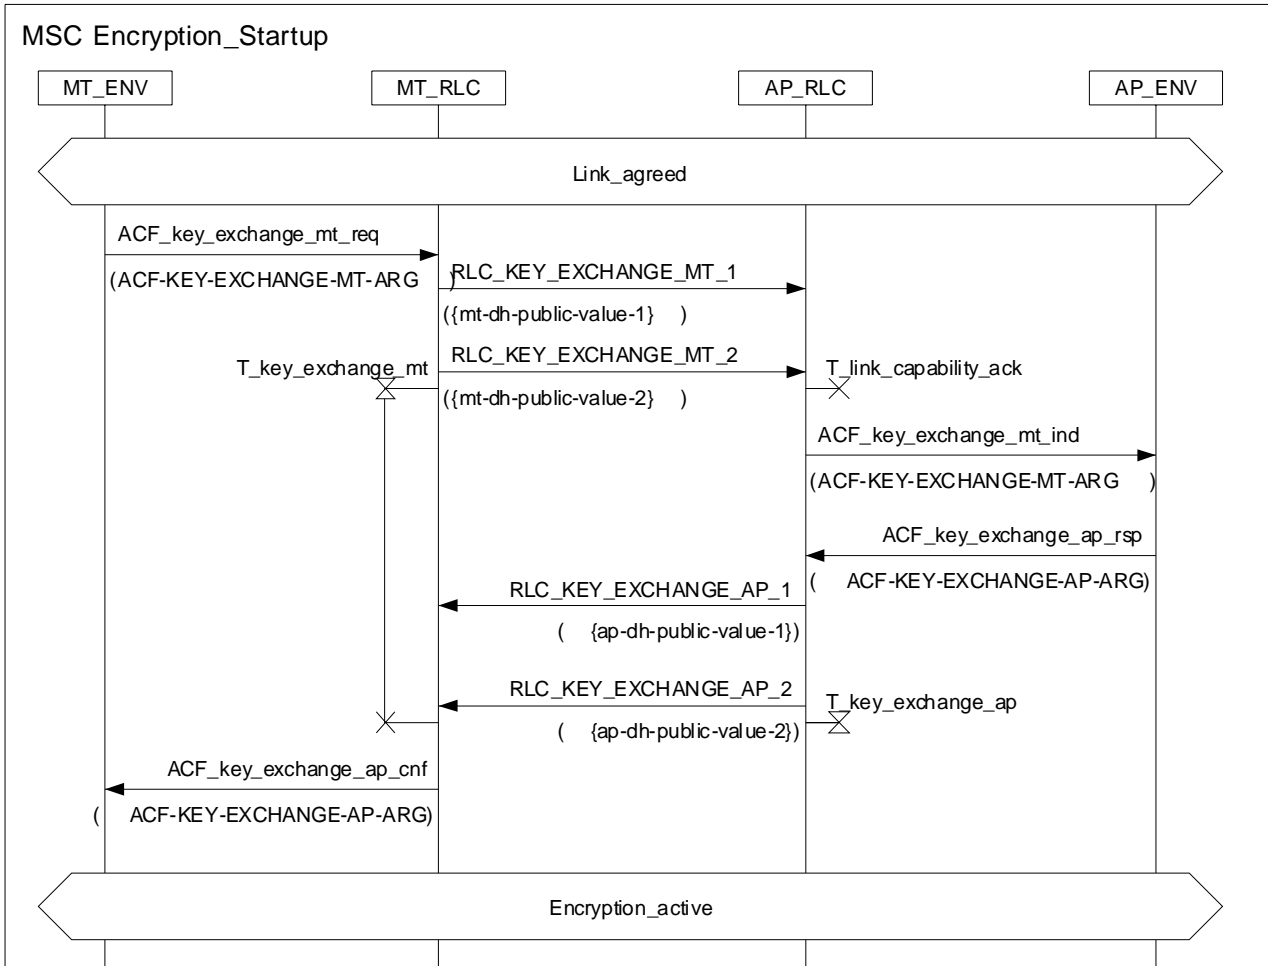 MSC Encryption_Startup
MT_ENV
MT_RLC
AP_RLC
AP_ENV
Link_agreed
ACF_key_exchange_mt_req
(ACF-KEY-EXCHANGE-MT-ARG )
RLC_KEY_EXCHANGE_MT_1
({mt-dh-public-value-1} )
T_key_exchange_mt
RLC_KEY_EXCHANGE_MT_2
({mt-dh-public-value-2} )
T_link_capability_ack
ACF_key_exchange_mt_ind
(ACF-KEY-EXCHANGE-MT-ARG )
ACF_key_exchange_ap_rsp
( ACF-KEY-EXCHANGE-AP-ARG)
RLC_KEY_EXCHANGE_AP_1
( {ap-dh-public-value-1})
RLC_KEY_EXCHANGE_AP_2
( {ap-dh-public-value-2})
T_key_exchange_ap
ACF_key_exchange_ap_cnf
( ACF-KEY-EXCHANGE-AP-ARG)
Encryption_active